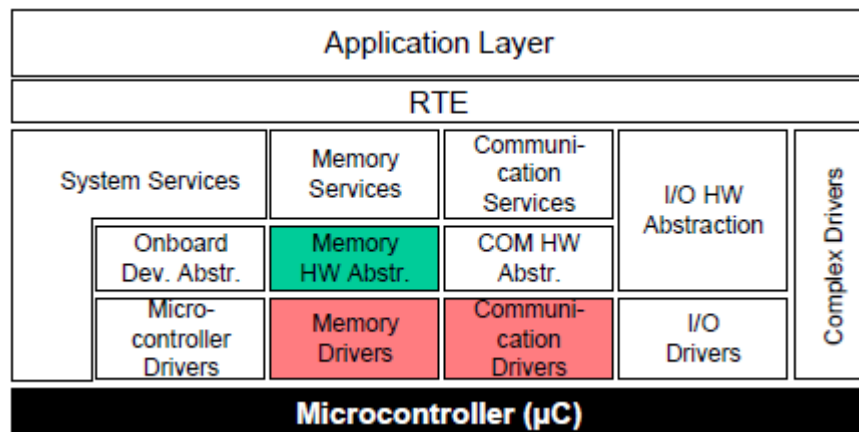 Application Layer
RTE
System Services
Memory
Services
Communi-
cation
Services
I/O HW
Abstraction
Complex Drivers
Onboard
Dev. Abstr.
Memory
HW Abstr.
COM HW
Abstr.
Micro-
controller
Drivers
Memory
Drivers
Communi-
cation
Drivers
I/O
Drivers
Microcontroller (µC)